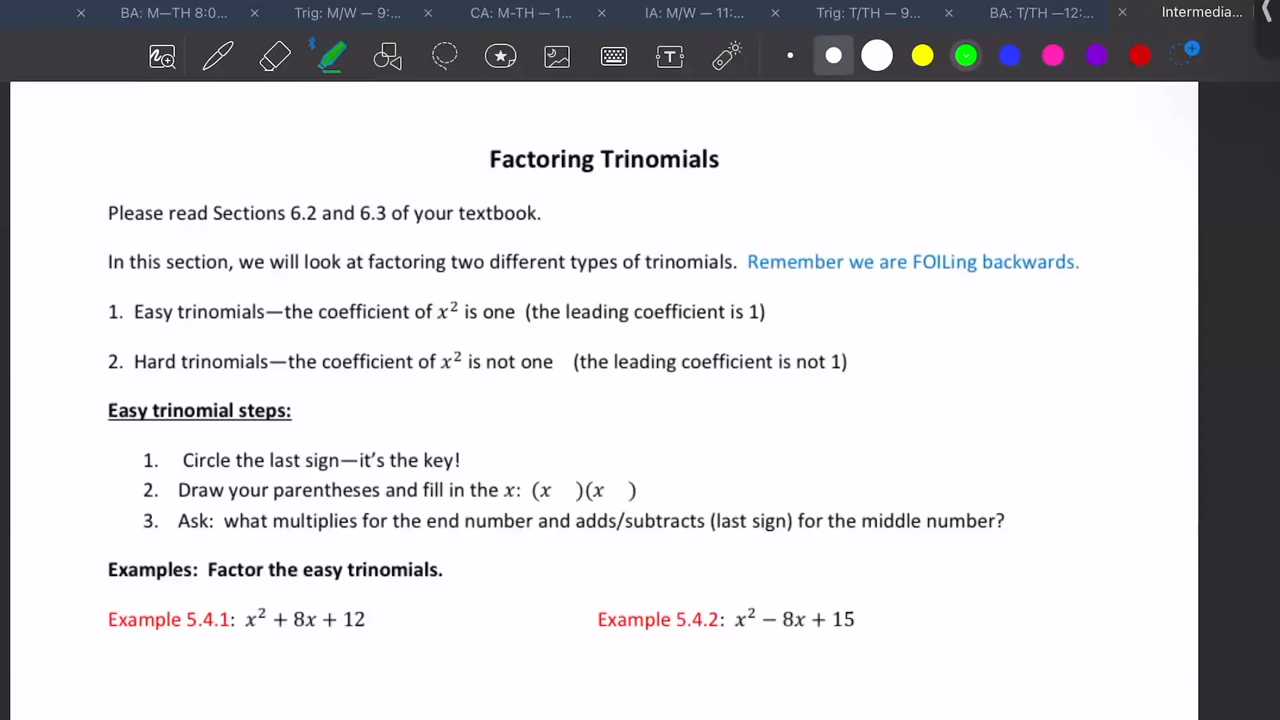 BA: M—TH 8:0... Trig: M/W — 9:... CA: M-TH — 1... IA: M/W — 11:... Trig: T/TH — 9... BA: T/TH —12:... Intermedia...
Factoring Trinomials
Please read Sections 6.2 and 6.3 of your textbook.
In this section, we will look at factoring two different types of trinomials. Remember we are FOILing backwards.
1. Easy trinomials—the coefficient of x² is one (the leading coefficient is 1)
2. Hard trinomials—the coefficient of x² is not one (the leading coefficient is not 1)
Easy trinomial steps:
1. Circle the last sign—it's the key!
2. Draw your parentheses and fill in the x: (x )(x )
3. Ask: what multiplies for the end number and adds/subtracts (last sign) for the middle number?
Examples: Factor the easy trinomials.
Example 5.4.1: x² + 8x + 12 Example 5.4.2: x² − 8x + 15